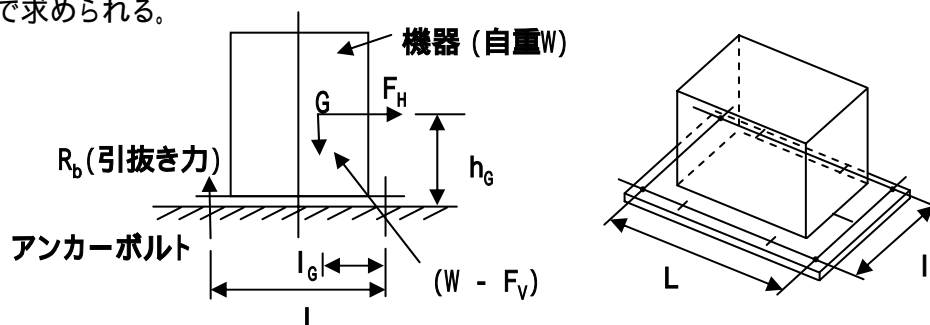 で求められる。
機器 (自重W)
G
F_H
R_b (引抜き力)
h_G
アンカーボルト
l_G
(W - F_V)
l
L
l